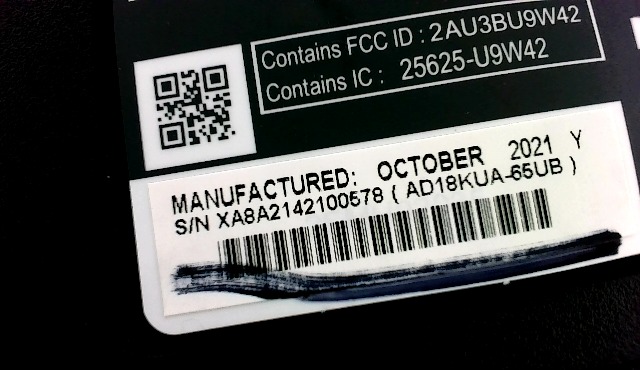 Contains FCC ID : 2AU3BU9W42
Contains IC : 25625-U9W42
MANUFACTURED: OCTOBER 2021 Y
S/N XA8A2142100578 ( AD18KUA-65UB )